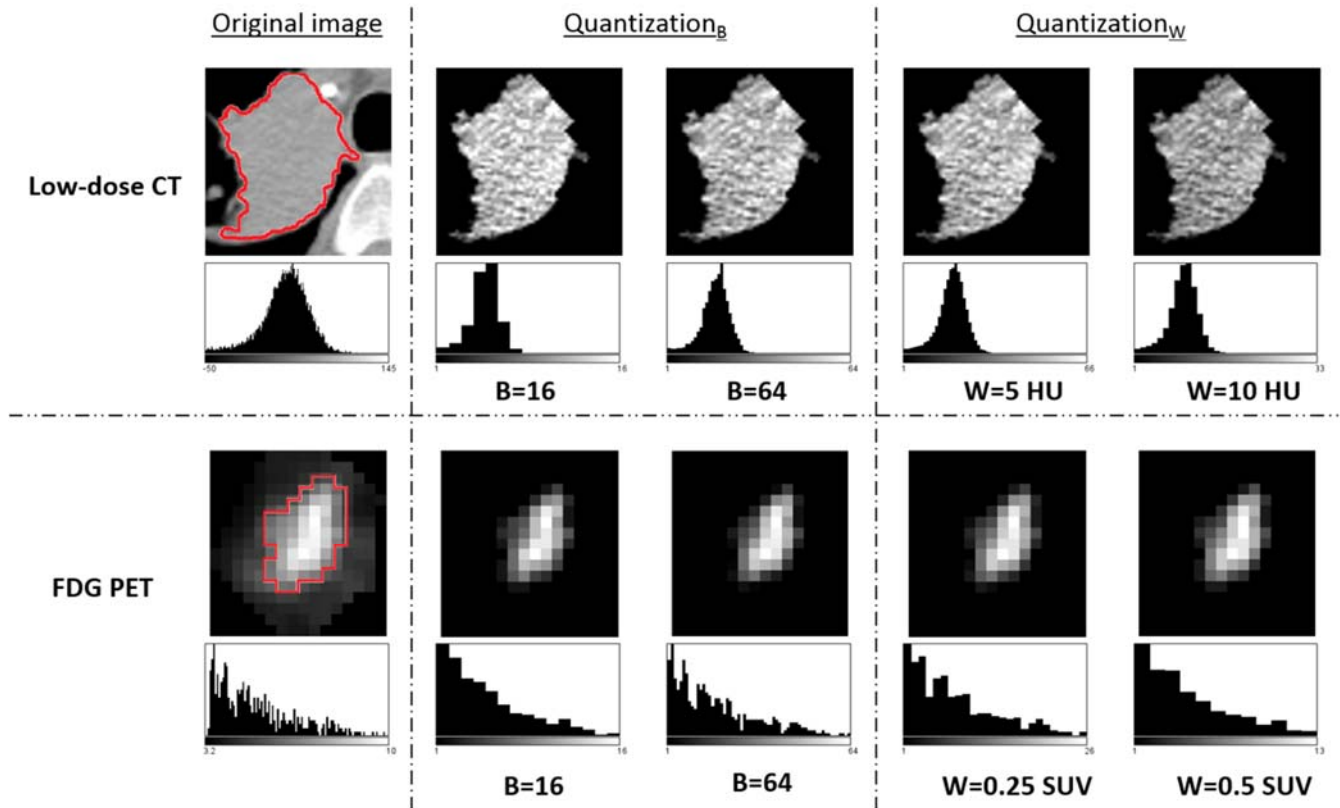 Original image
Quantization_B
Quantization_W
Low-dose CT
-50 145
1 16
1 64
1 66
1 33
B=16
B=64
W=5 HU
W=10 HU
FDG PET
3.2 10
1 16
1 64
1 26
1 13
B=16
B=64
W=0.25 SUV
W=0.5 SUV